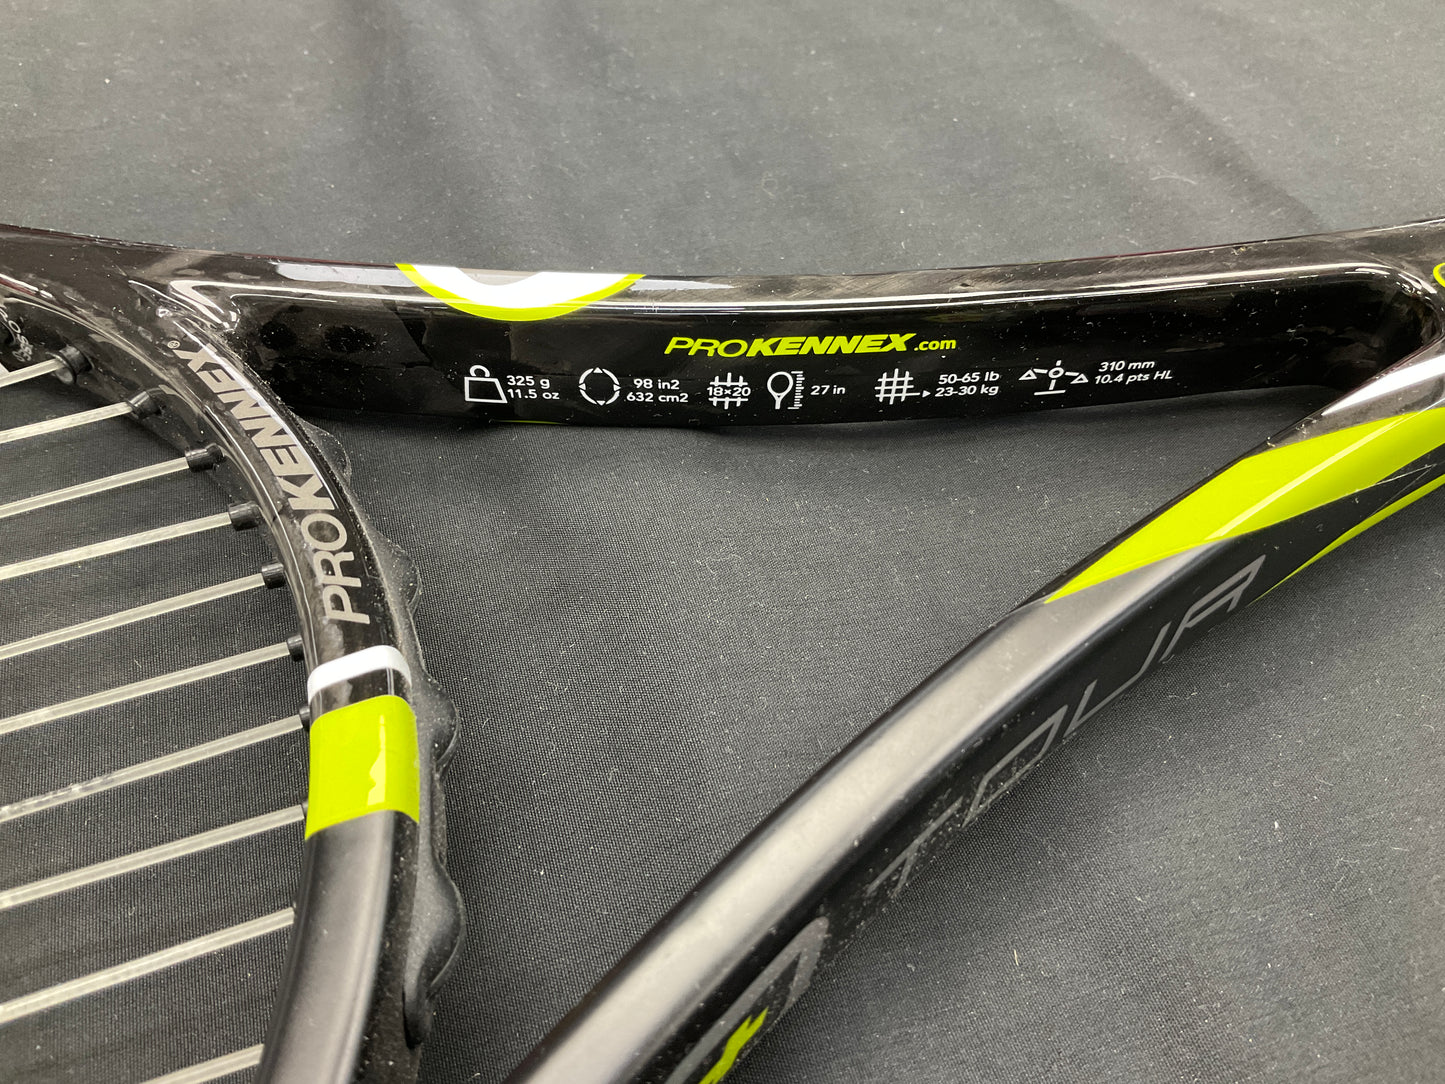 PROKENNEX.com
325 g
11.5 oz
98 in2
632 cm2
18×20
27 in
50-65 lb
23-30 kg
310 mm
10.4 pts HL
PROKENNEX®
TOUR